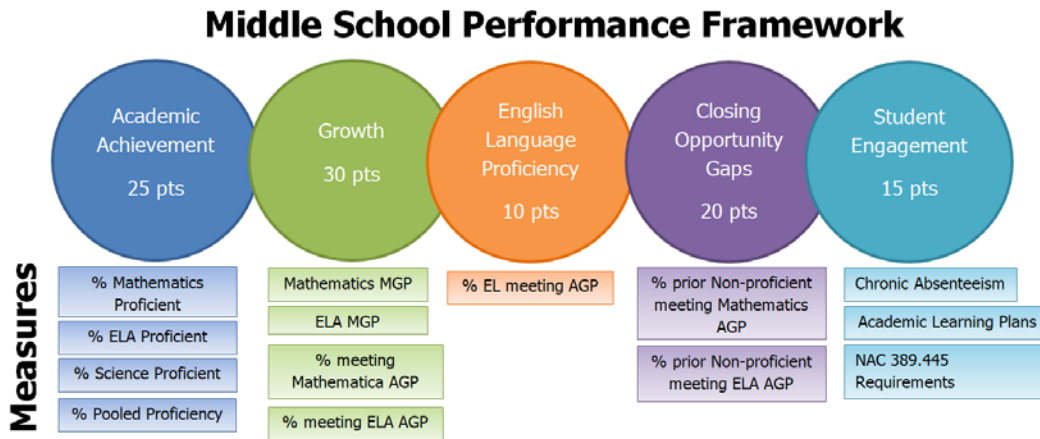 Middle School Performance Framework
Academic
Achievement
25 pts
Growth
30 pts
English
Language
Proficiency
10 pts
Closing
Opportunity
Gaps
20 pts
Student
Engagement
15 pts
Measures
% Mathematics
Proficient
% ELA Proficient
% Science Proficient
% Pooled Proficiency
Mathematics MGP
ELA MGP
% meeting
Mathematica AGP
% meeting ELA AGP
% EL meeting AGP
% prior Non-proficient
meeting Mathematics
AGP
% prior Non-proficient
meeting ELA AGP
Chronic Absenteeism
Academic Learning Plans
NAC 389.445
Requirements